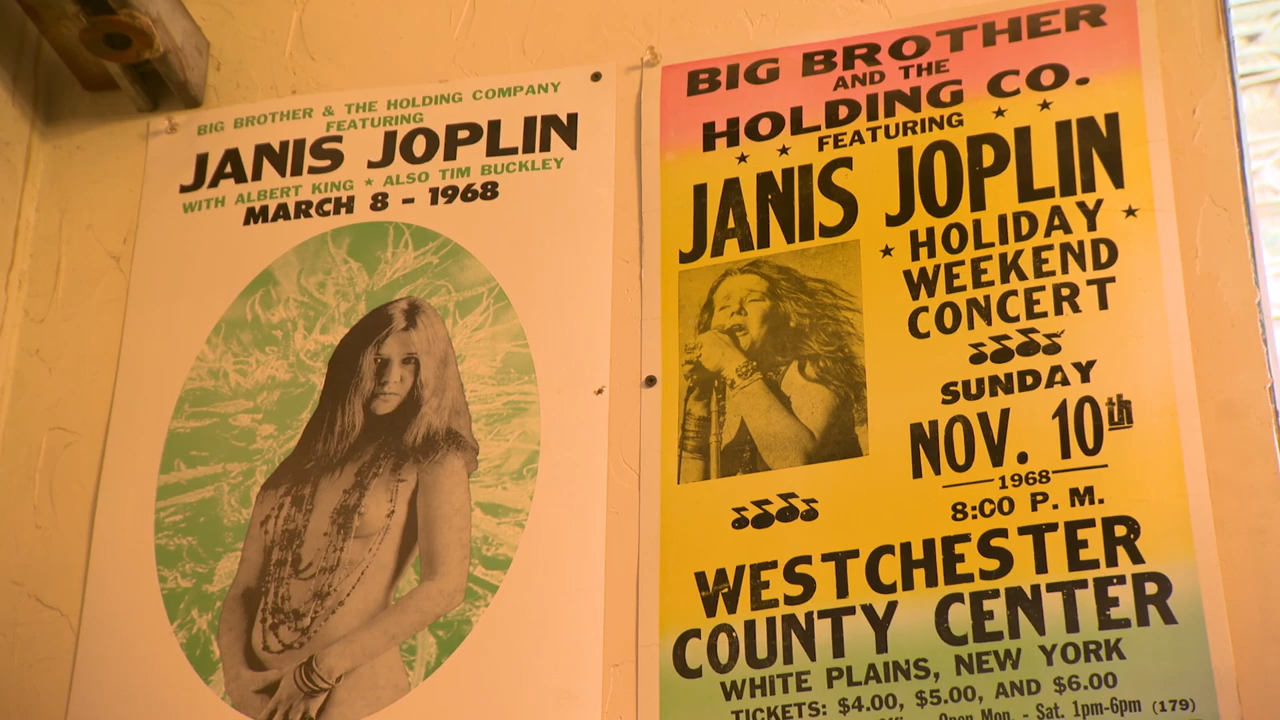 BIG BROTHER & THE HOLDING COMPANY
FEATURING
JANIS JOPLIN
WITH ALBERT KING ★ ALSO TIM BUCKLEY
MARCH 8 - 1968
BIG BROTHER
AND THE
HOLDING CO.
★ ★ FEATURING ★ ★
JANIS JOPLIN
★ HOLIDAY ★
WEEKEND
CONCERT
SUNDAY
NOV. 10th
1968
8:00 P. M.
WESTCHESTER
COUNTY CENTER
WHITE PLAINS, NEW YORK
TICKETS: $4.00, $5.00, AND $6.00
Open Mon. - Sat. 1pm-6pm (179)